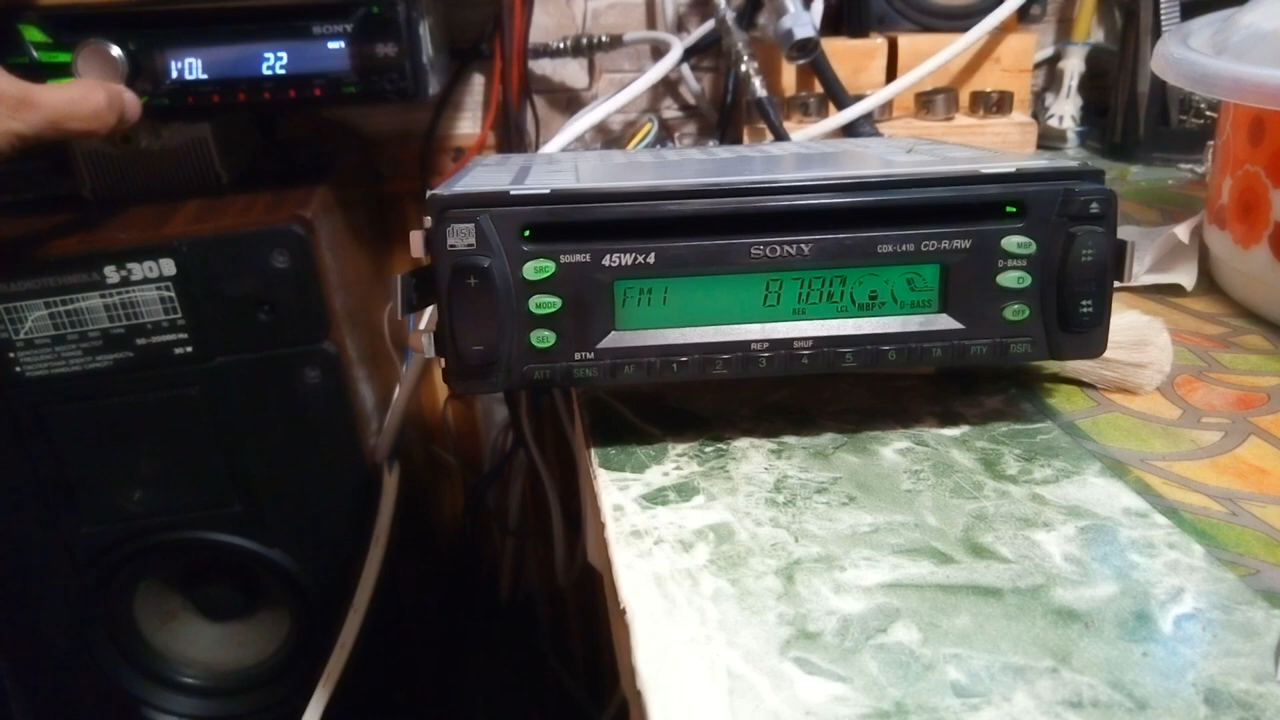 SONY
VOL 22
RADIOTEHNIKA S-30B
30 W
DISC
SOURCE
45W×4
SONY
CDX-L410 CD-R/RW
SRC
MODE
SEL
FM1 87.80
REG LCL MBP D-BASS
MBP
D-BASS
D
OFF
BTM
REP
SHUF
ATT SENS AF 1 2 3 4 5 6 TA PTY DSPL